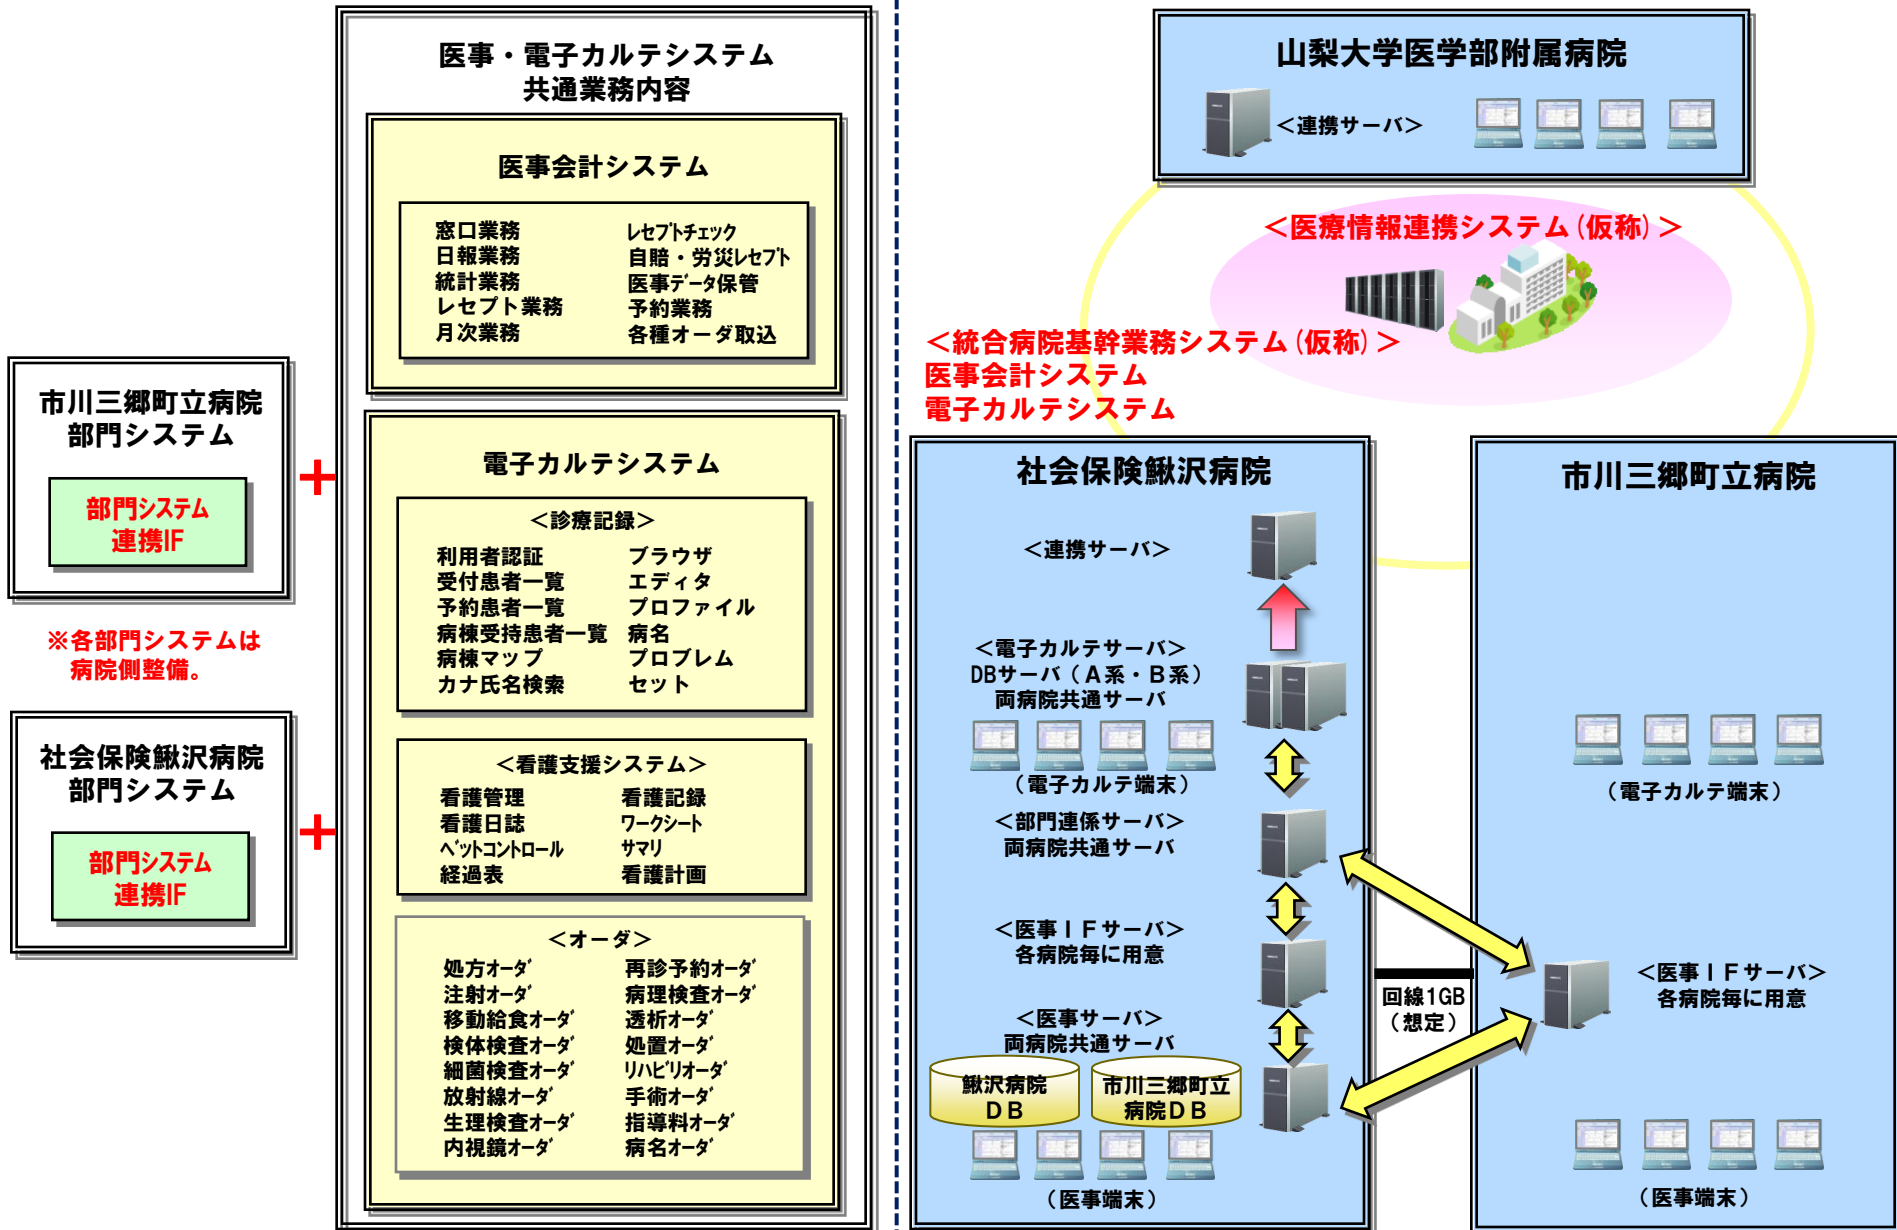 医事・電子カルテシステム
共通業務内容
医事会計システム
窓口業務
日報業務
統計業務
レセプト業務
月次業務
レセプトチェック
自賠・労災レセプト
医事データ保管
予約業務
各種オーダ取込
市川三郷町立病院
部門システム
部門システム
連携IF
※各部門システムは
病院側整備。
社会保険鰍沢病院
部門システム
部門システム
連携IF
+
+
電子カルテシステム
<診療記録>
利用者認証
受付患者一覧
予約患者一覧
病棟受持患者一覧
病棟マップ
カナ氏名検索
ブラウザ
エディタ
プロファイル
病名
プロブレム
セット
<看護支援システム>
看護管理
看護日誌
ベットコントロール
経過表
看護記録
ワークシート
サマリ
看護計画
<オーダ>
処方オーダ
注射オーダ
移動給食オーダ
検体検査オーダ
細菌検査オーダ
放射線オーダ
生理検査オーダ
内視鏡オーダ
再診予約オーダ
病理検査オーダ
透析オーダ
処置オーダ
リハビリオーダ
手術オーダ
指導料オーダ
病名オーダ
山梨大学医学部附属病院
<連携サーバ>
<医療情報連携システム(仮称)>
<統合病院基幹業務システム(仮称)>
医事会計システム
電子カルテシステム
社会保険鰍沢病院
<連携サーバ>
<電子カルテサーバ>
DBサーバ(A系・B系)
両病院共通サーバ
(電子カルテ端末)
<部門連係サーバ>
両病院共通サーバ
<医事IFサーバ>
各病院毎に用意
<医事サーバ>
両病院共通サーバ
鰍沢病院
DB
市川三郷町立
病院DB
(医事端末)
回線1GB
(想定)
市川三郷町立病院
(電子カルテ端末)
<医事IFサーバ>
各病院毎に用意
(医事端末)